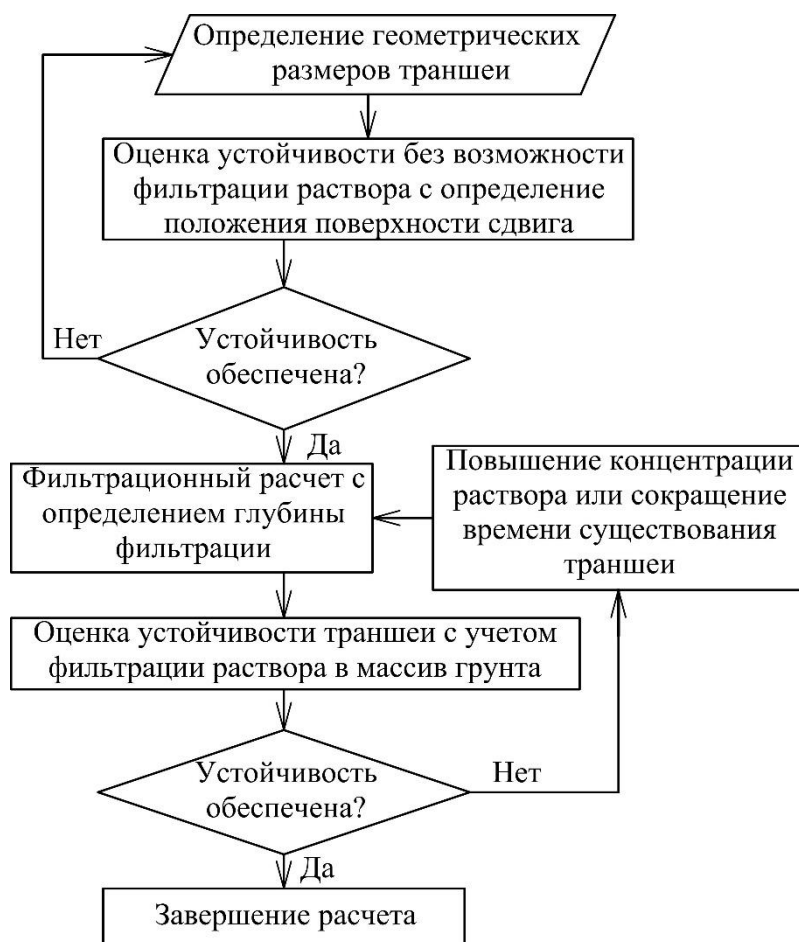 Определение геометрических
размеров траншеи
Оценка устойчивости без возможности
фильтрации раствора с определение
положения поверхности сдвига
Нет
Устойчивость
обеспечена?
Да
Фильтрационный расчет с
определением глубины
фильтрации
Повышение концентрации
раствора или сокращение
времени существования
траншеи
Оценка устойчивости траншеи с учетом
фильтрации раствора в массив грунта
Устойчивость
обеспечена?
Нет
Да
Завершение расчета